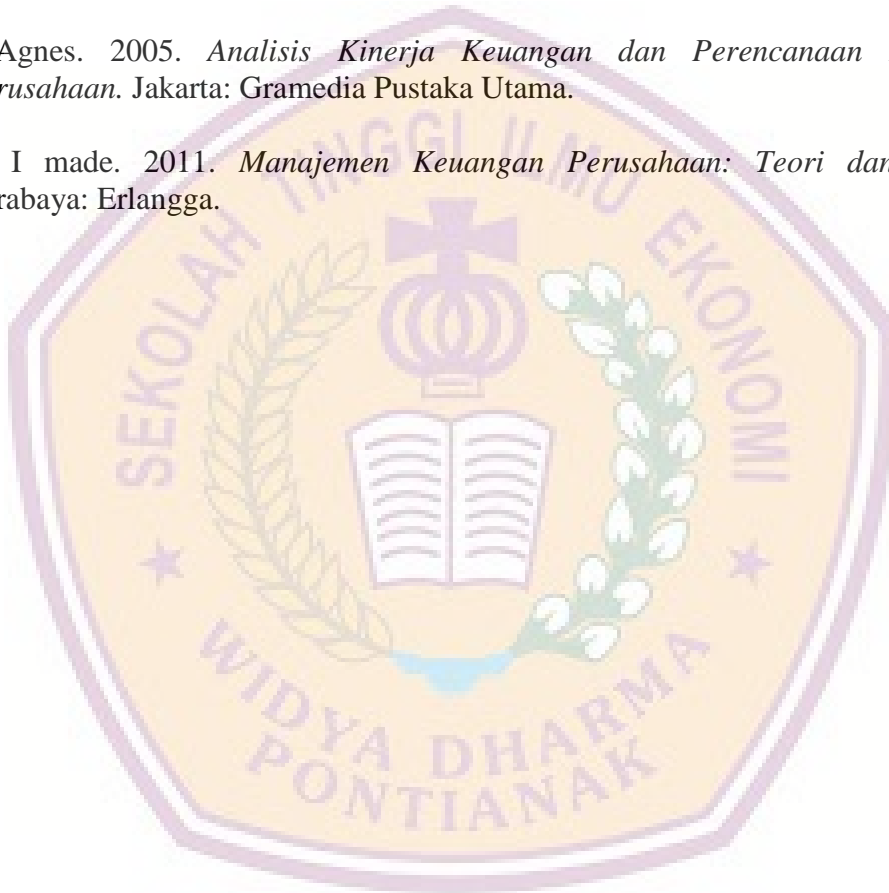 Agnes. 2005. Analisis Kinerja Keuangan dan Perencanaan
rusahaan. Jakarta: Gramedia Pustaka Utama.
I made. 2011. Manajemen Keuangan Perusahaan: Teori dan
rabaya: Erlangga.
SEKOLAH TINGGI ILMU EKONOMI
WIDYA DHARMA
PONTIANAK